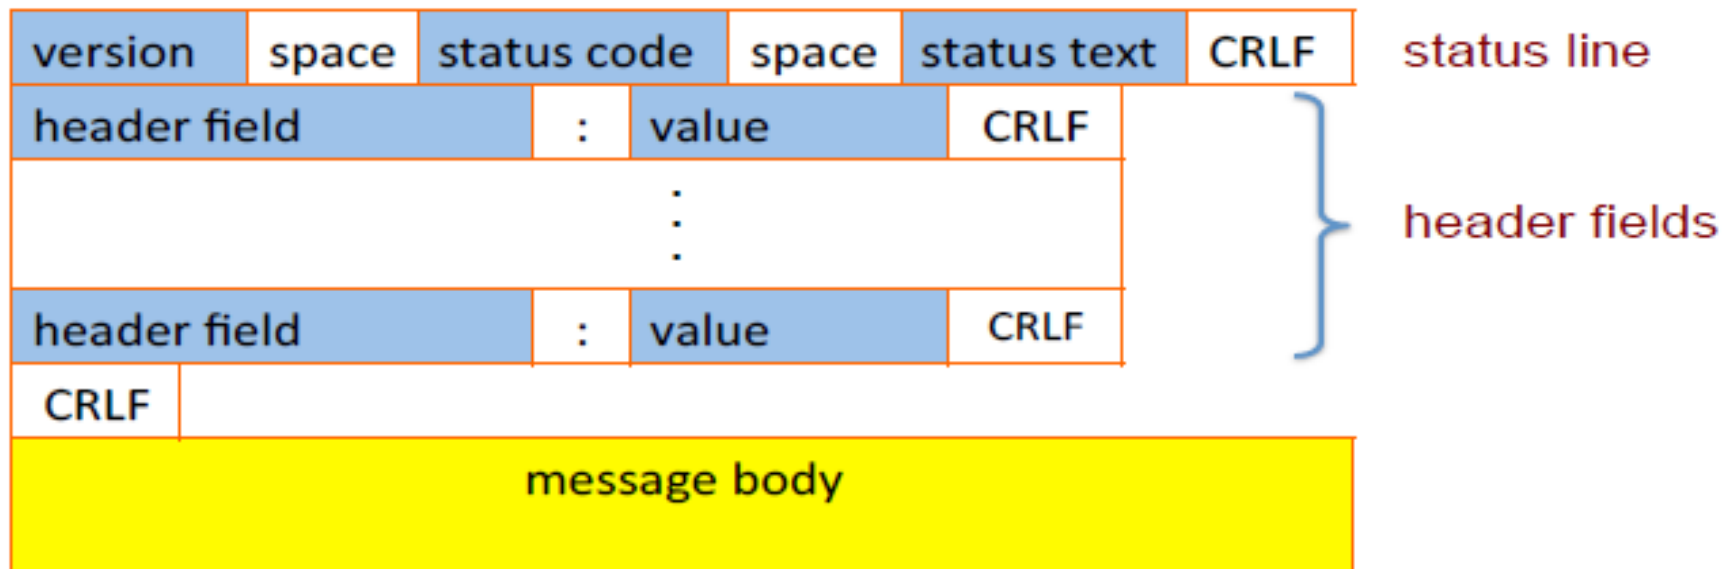 version space status code space status text CRLF status line
header field : value CRLF
header fields
header field : value CRLF
CRLF
message body